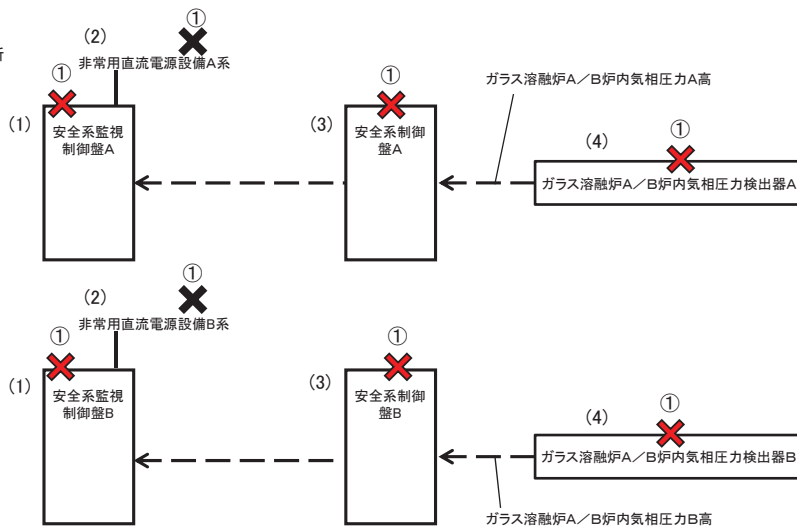 ①
(2)
所
非常用直流電源設備A系
①
①
ガラス溶融炉A／B炉内気相圧力A高
(1)
安全系監視
制御盤A
(3)
安全系制御
盤A
(4)
①
ガラス溶融炉A／B炉内気相圧力検出器A
①
(2)
非常用直流電源設備B系
①
①
(1)
安全系監視
制御盤B
(3)
安全系制御
盤B
(4)
①
ガラス溶融炉A／B炉内気相圧力検出器B
ガラス溶融炉A／B炉内気相圧力B高